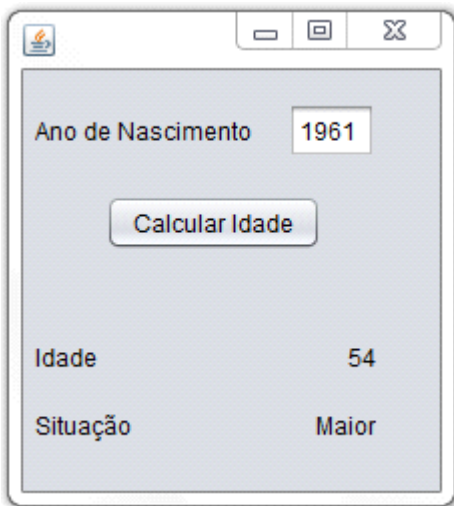 Ano de Nascimento 1961
Calcular Idade
Idade 54
Situação Maior